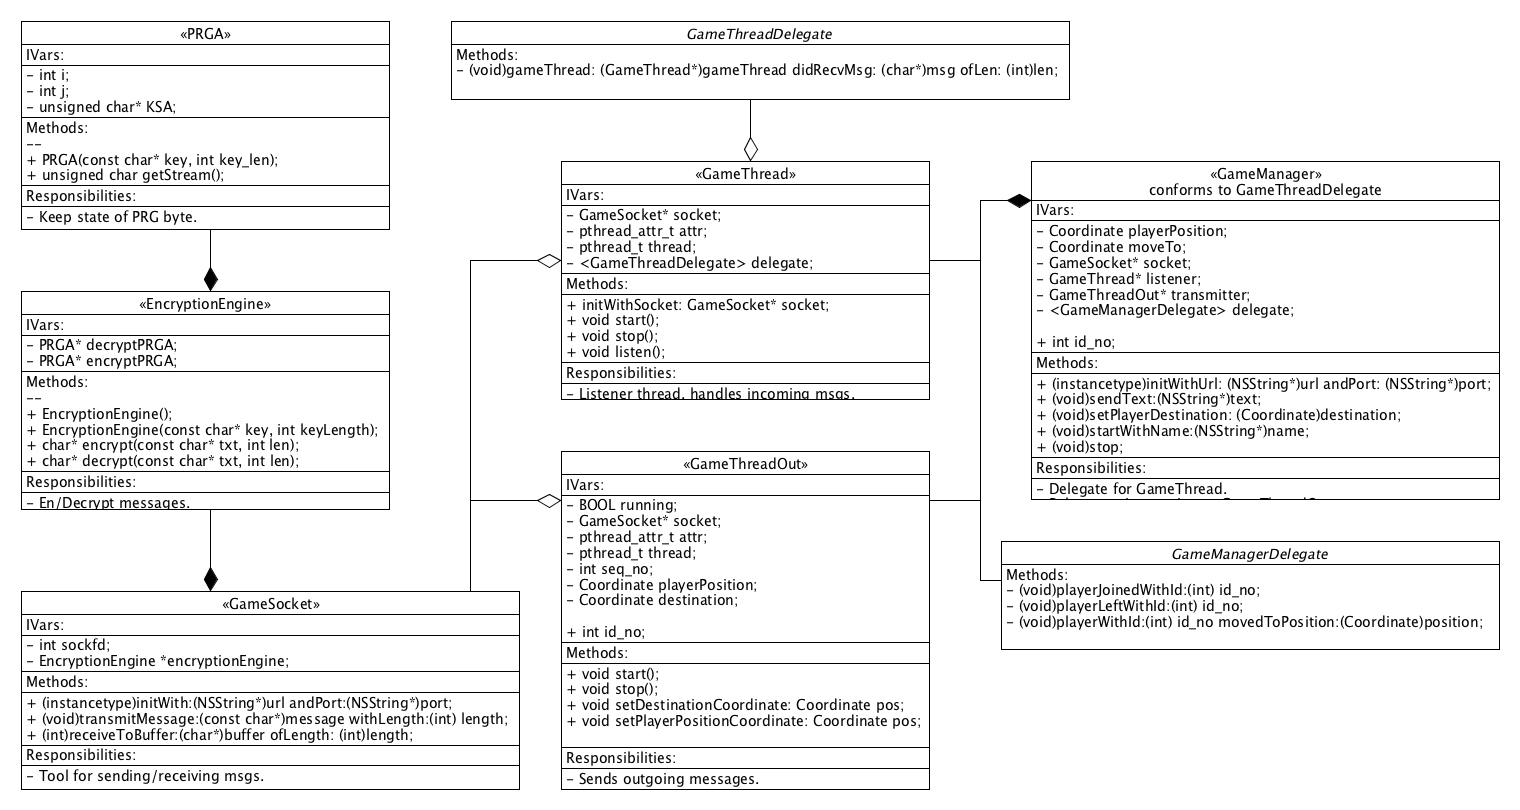 «PRGA»
IVars:
– int i;
– int j;
– unsigned char* KSA;
Methods:
––
+ PRGA(const char* key, int key_len);
+ unsigned char getStream();
Responsibilities:
– Keep state of PRG byte.
«EncryptionEngine»
IVars:
– PRGA* decryptPRGA;
– PRGA* encryptPRGA;
Methods:
––
+ EncryptionEngine();
+ EncryptionEngine(const char* key, int keyLength);
+ char* encrypt(const char* txt, int len);
+ char* decrypt(const char* txt, int len);
Responsibilities:
– En/Decrypt messages.
«GameSocket»
IVars:
– int sockfd;
– EncryptionEngine *encryptionEngine;
Methods:
+ (instancetype)initWith:(NSString*)url andPort:(NSString*)port;
+ (void)transmitMessage:(const char*)message withLength:(int) length;
+ (int)receiveToBuffer:(char*)buffer ofLength: (int)length;
Responsibilities:
– Tool for sending/receiving msgs.
GameThreadDelegate
Methods:
– (void)gameThread: (GameThread*)gameThread didRecvMsg: (char*)msg ofLen: (int)len;
«GameThread»
IVars:
– GameSocket* socket;
– pthread_attr_t attr;
– pthread_t thread;
– <GameThreadDelegate> delegate;
Methods:
+ initWithSocket: GameSocket* socket;
+ void start();
+ void stop();
+ void listen();
Responsibilities:
– Listener thread, handles incoming msgs.
«GameThreadOut»
IVars:
– BOOL running;
– GameSocket* socket;
– pthread_attr_t attr;
– pthread_t thread;
– int seq_no;
– Coordinate playerPosition;
– Coordinate destination;
+ int id_no;
Methods:
+ void start();
+ void stop();
+ void setDestinationCoordinate: Coordinate pos;
+ void setPlayerPositionCoordinate: Coordinate pos;
Responsibilities:
– Sends outgoing messages.
«GameManager»
conforms to GameThreadDelegate
IVars:
– Coordinate playerPosition;
– Coordinate moveTo;
– GameSocket* socket;
– GameThread* listener;
– GameThreadOut* transmitter;
– <GameManagerDelegate> delegate;
+ int id_no;
Methods:
+ (instancetype)initWithUrl: (NSString*)url andPort: (NSString*)port;
+ (void)sendText:(NSString*)text;
+ (void)setPlayerDestination: (Coordinate)destination;
+ (void)startWithName:(NSString*)name;
+ (void)stop;
Responsibilities:
– Delegate for GameThread.
GameManagerDelegate
Methods:
– (void)playerJoinedWithId:(int) id_no;
– (void)playerLeftWithId:(int) id_no;
– (void)playerWithId:(int) id_no movedToPosition:(Coordinate)position;